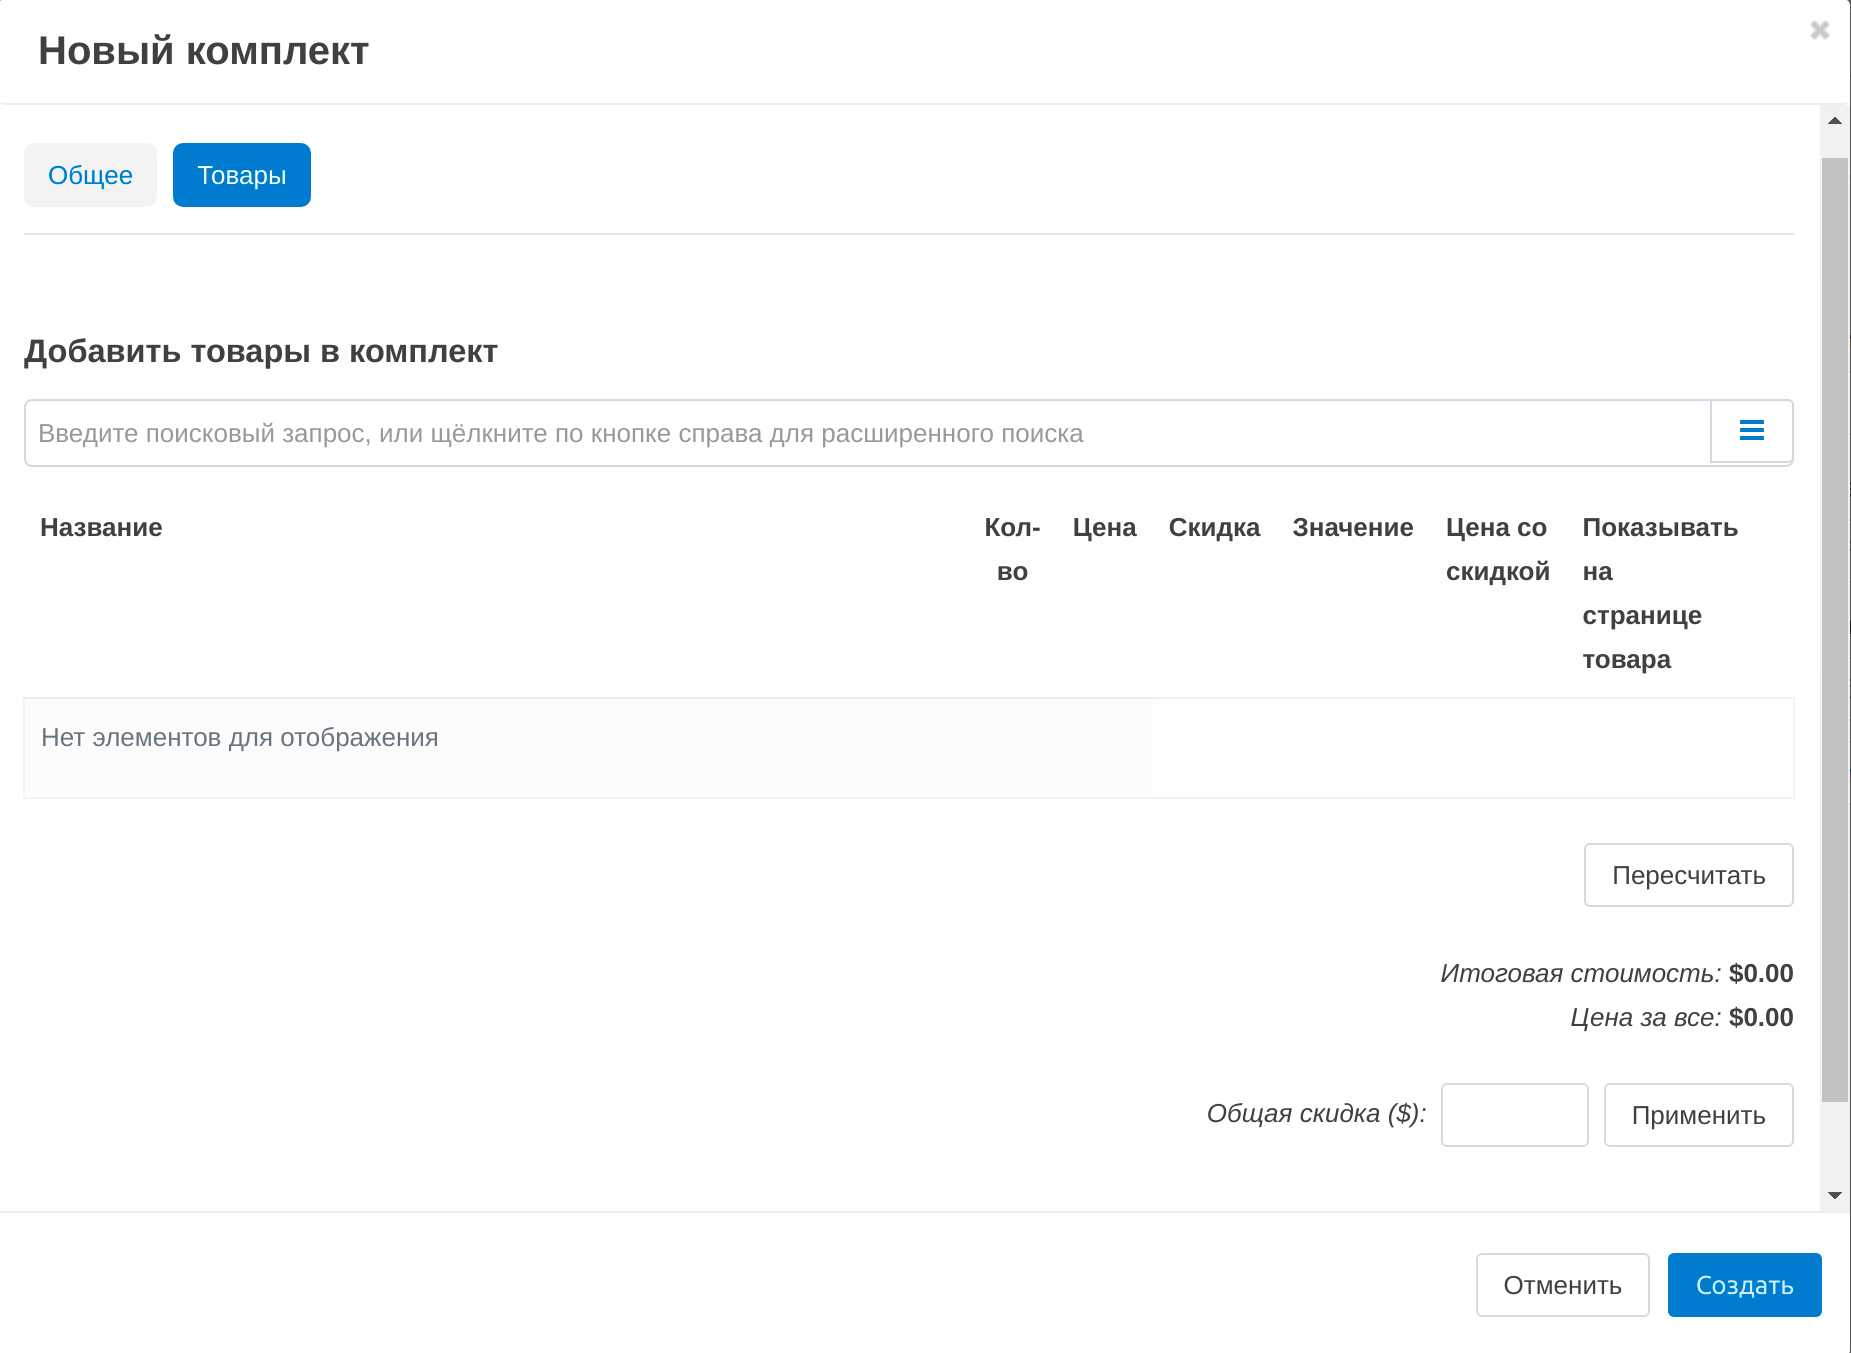 Новый комплект
Общее
Товары
Добавить товары в комплект
Введите поисковый запрос, или щёлкните по кнопке справа для расширенного поиска
Название
Кол-
во
Цена
Скидка
Значение
Цена со
скидкой
Показывать
на
странице
товара
Нет элементов для отображения
Пересчитать
Итоговая стоимость: $0.00
Цена за все: $0.00
Общая скидка ($):
Применить
Отменить
Создать